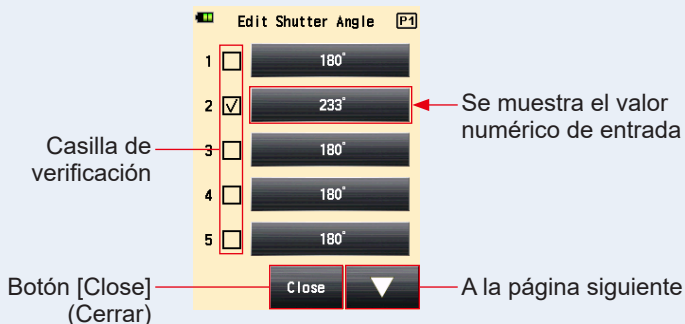 Edit Shutter Angle P1
1 180°
2 233°
3 180°
4 180°
5 180°
Close
Casilla de
verificación
Botón [Close]
(Cerrar)
Se muestra el valor
numérico de entrada
A la página siguiente